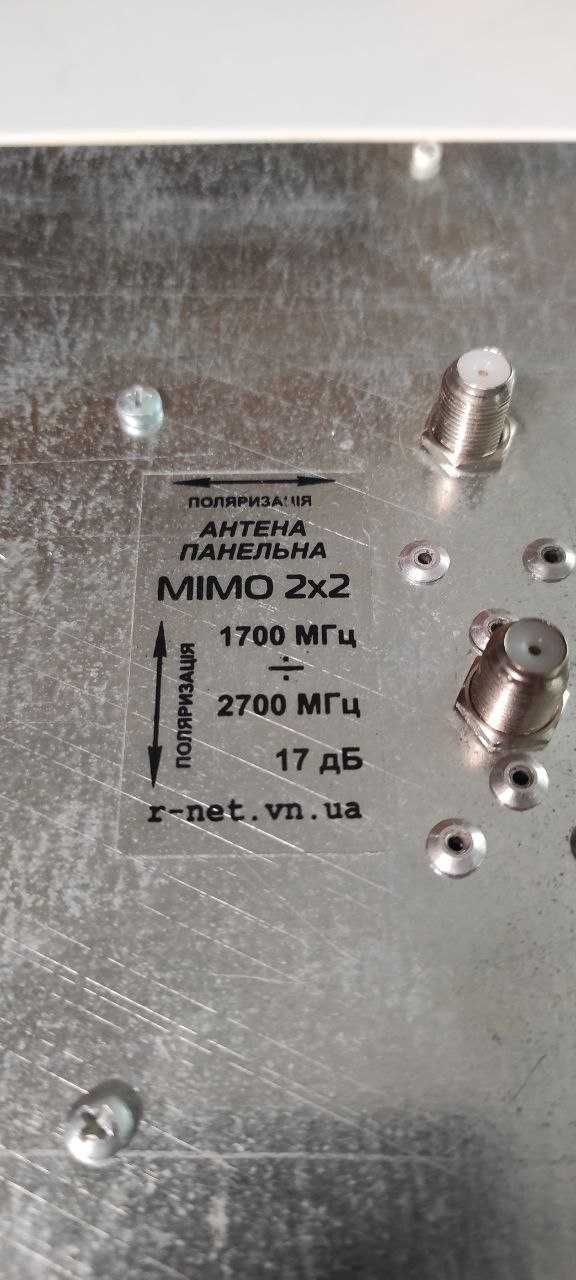 ПОЛЯРИЗАЦІЯ
АНТЕНА
ПАНЕЛЬНА
MIMO 2x2
ПОЛЯРИЗАЦІЯ
1700 МГц
÷
2700 МГц
17 дБ
r-net.vn.ua